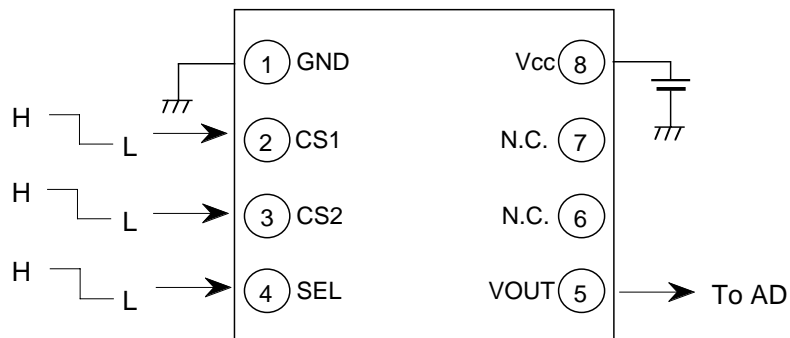 1 GND Vcc 8
H L 2 CS1 N.C. 7
H L 3 CS2 N.C. 6
H L 4 SEL VOUT 5 To AD